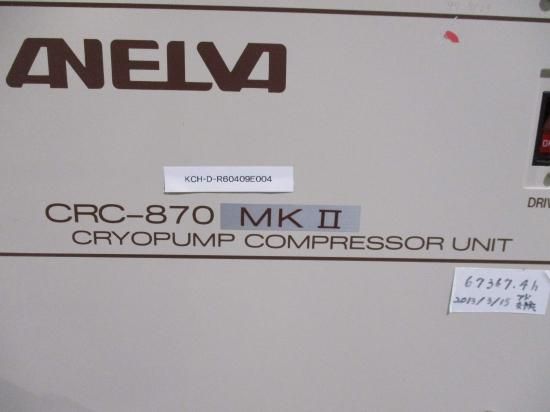 ANELVA
KCH-D-R60409E004
CRC-870 MK II
CRYOPUMP COMPRESSOR UNIT
DRIV
67367.4h
2013/3/15